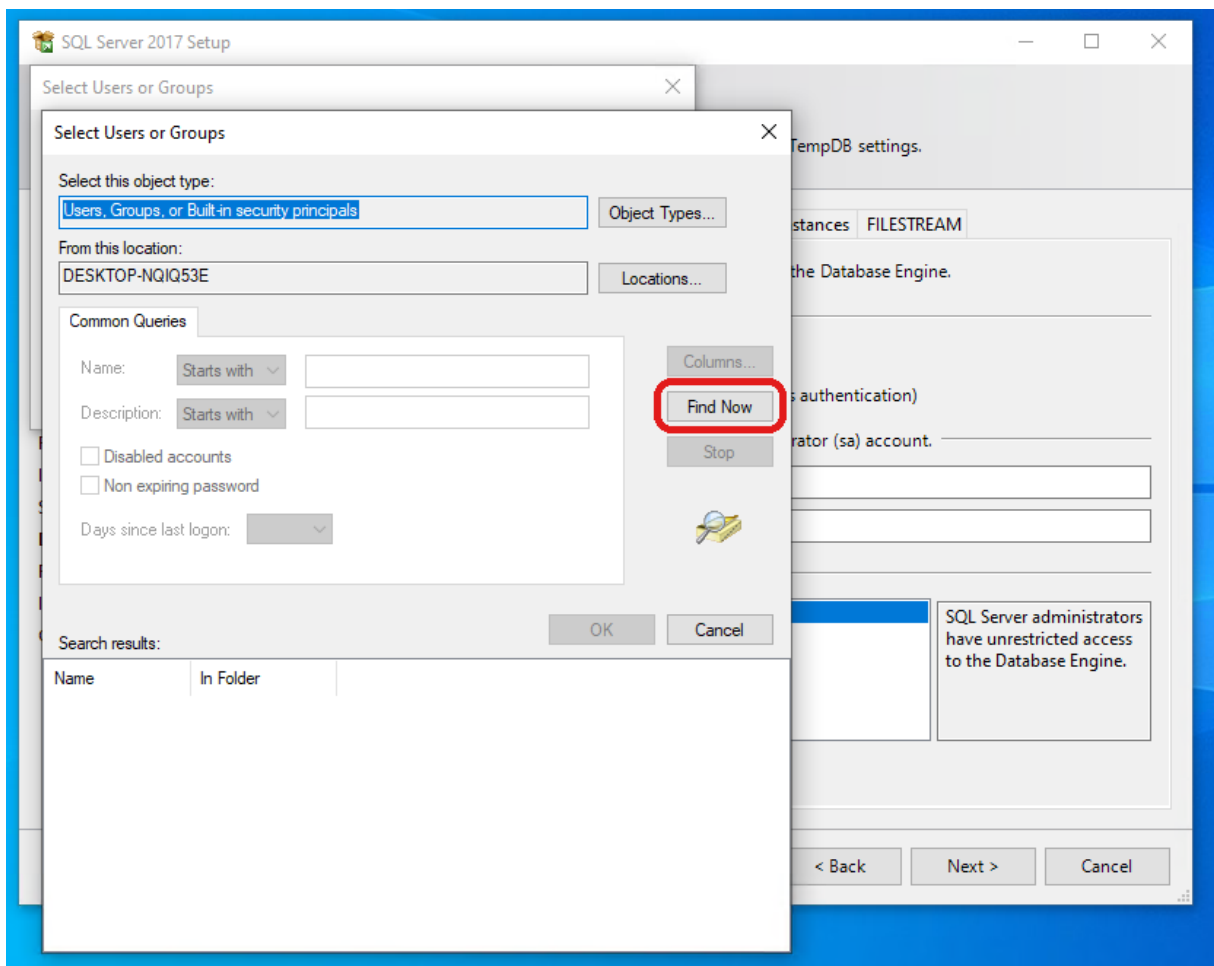 SQL Server 2017 Setup
Select Users or Groups
Select Users or Groups
TempDB settings.
Select this object type:
Users, Groups, or Built-in security principals
Object Types...
stances FILESTREAM
From this location:
the Database Engine.
DESKTOP-NQIQ53E
Locations...
Common Queries
Name: Starts with
Columns...
s authentication)
Description: Starts with
Find Now
rator (sa) account.
Disabled accounts
Stop
Non expiring password
Days since last logon:
SQL Server administrators
have unrestricted access
to the Database Engine.
OK Cancel
Search results:
Name In Folder
< Back Next > Cancel